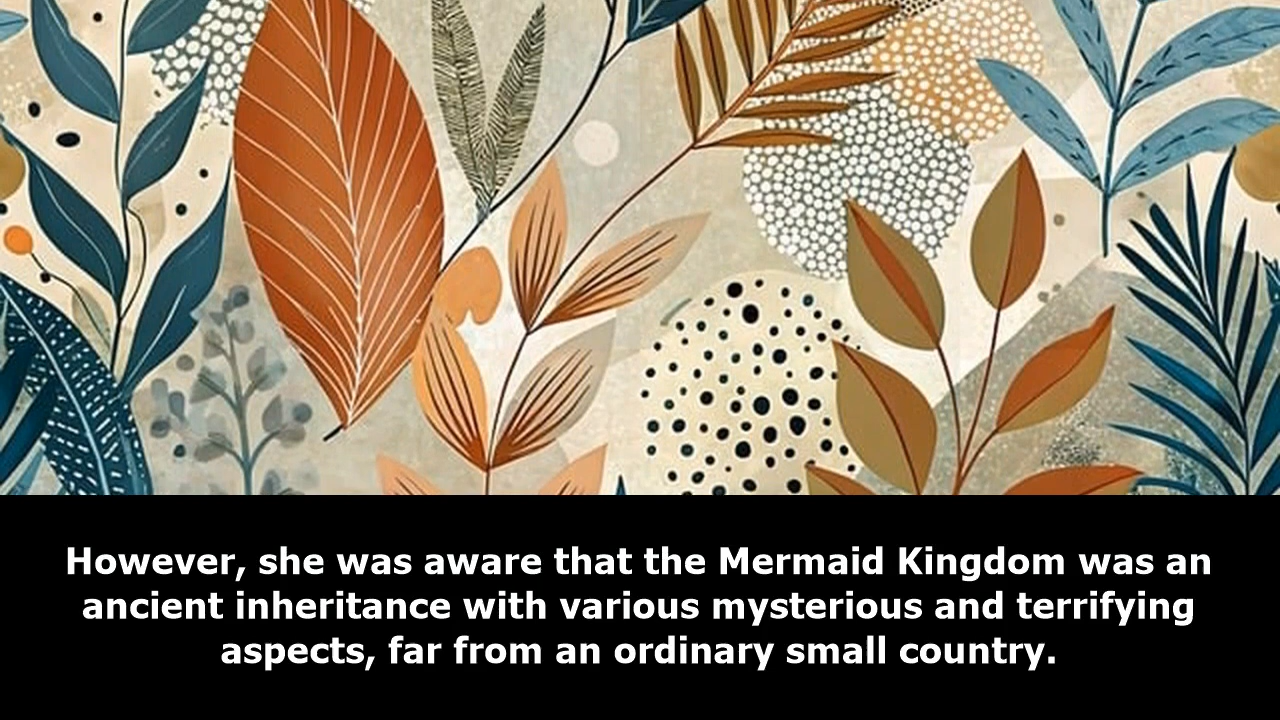 However, she was aware that the Mermaid Kingdom was an
ancient inheritance with various mysterious and terrifying
aspects, far from an ordinary small country.